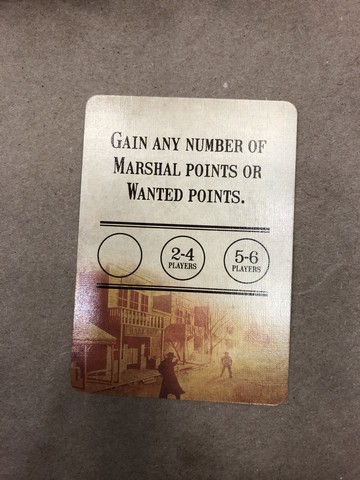 GAIN ANY NUMBER OF
MARSHAL POINTS OR
WANTED POINTS.
2-4
PLAYERS
5-6
PLAYERS